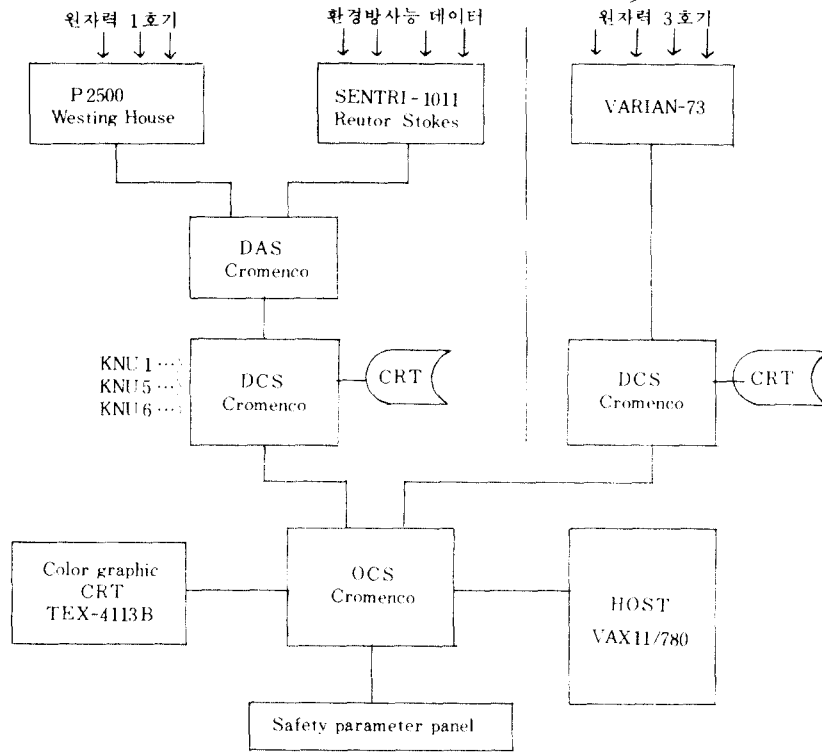 원자력 1호기
환경방사능 데이터
원자력 3호기
P2500
Westing House
SENTRI-1011
Reutor Stokes
VARIAN-73
DAS
Cromenco
KNU 1 …
KNU 5 …
KNU 6 …
DCS
Cromenco
CRT
DCS
Cromenco
CRT
Color graphic
CRT
TEX-4113B
OCS
Cromenco
HOST
VAX11/780
Safety parameter panel